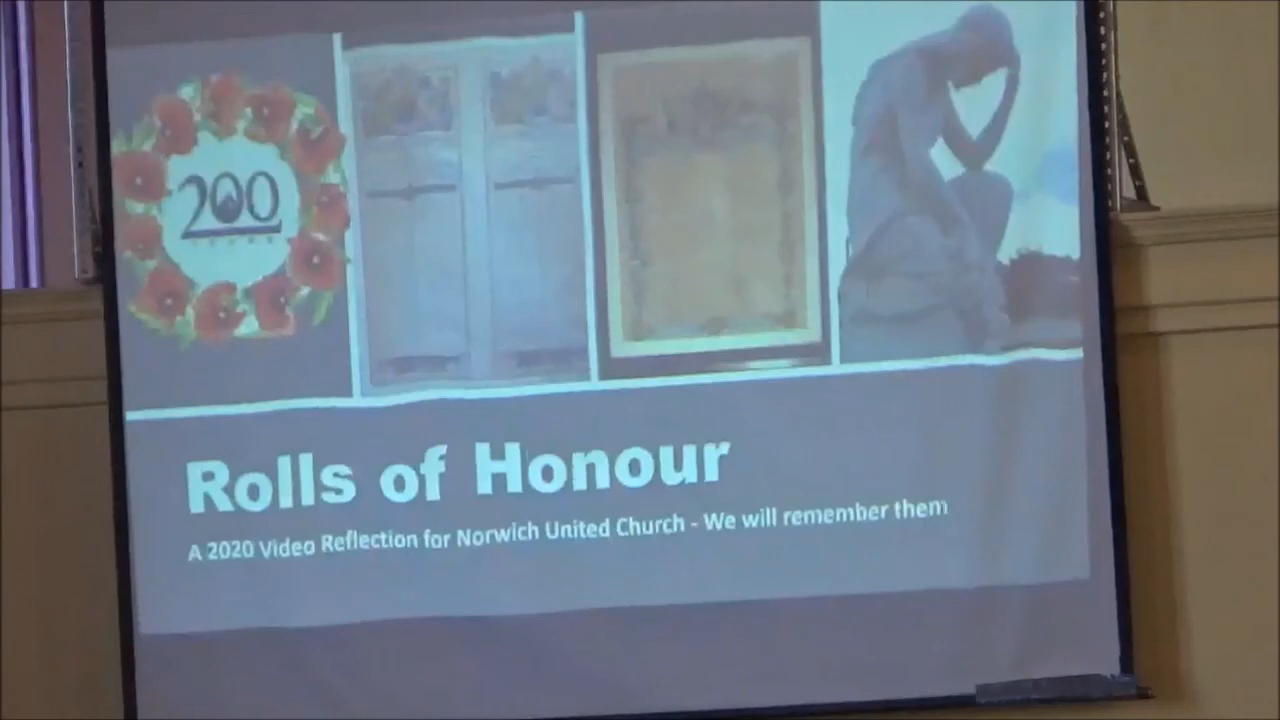 200
Rolls of Honour
A 2020 Video Reflection for Norwich United Church - We will remember them